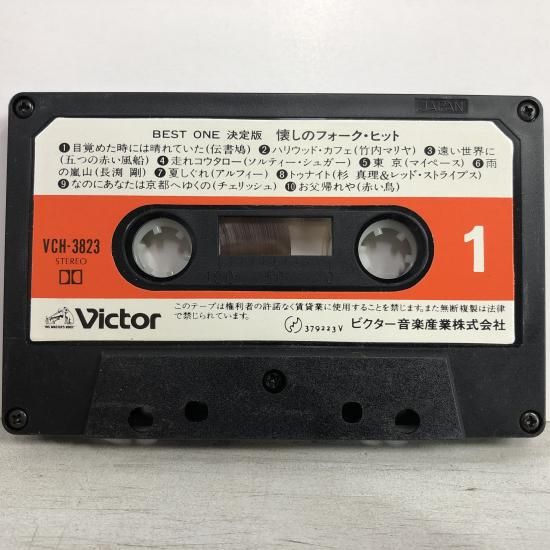 JAPAN
BEST ONE 決定版 懐しのフォーク・ヒット
❶目覚めた時には晴れていた(伝書鳩) ❷ハリウッド・カフェ(竹内マリヤ) ❸遠い世界に
(五つの赤い風船) ❹走れコウタロー(ソルティー・シュガー) ❺東 京(マイペース) ❻雨
の嵐山(長渕 剛) ❼夏しぐれ(アルフィー) ❽トゥナイト(杉 真理&レッド・ストライプス)
❾なのにあなたは京都へゆくの(チェリッシュ) ❿お父帰れや(赤い鳥)
VCH-3823
STEREO
1
100 50 0
"HIS MASTER'S VOICE"
Victor
このテープは権利者の許諾なく賃貸業に使用することを禁じます。また無断複製は法律
で禁じられています。
379223V ビクター音楽産業株式会社